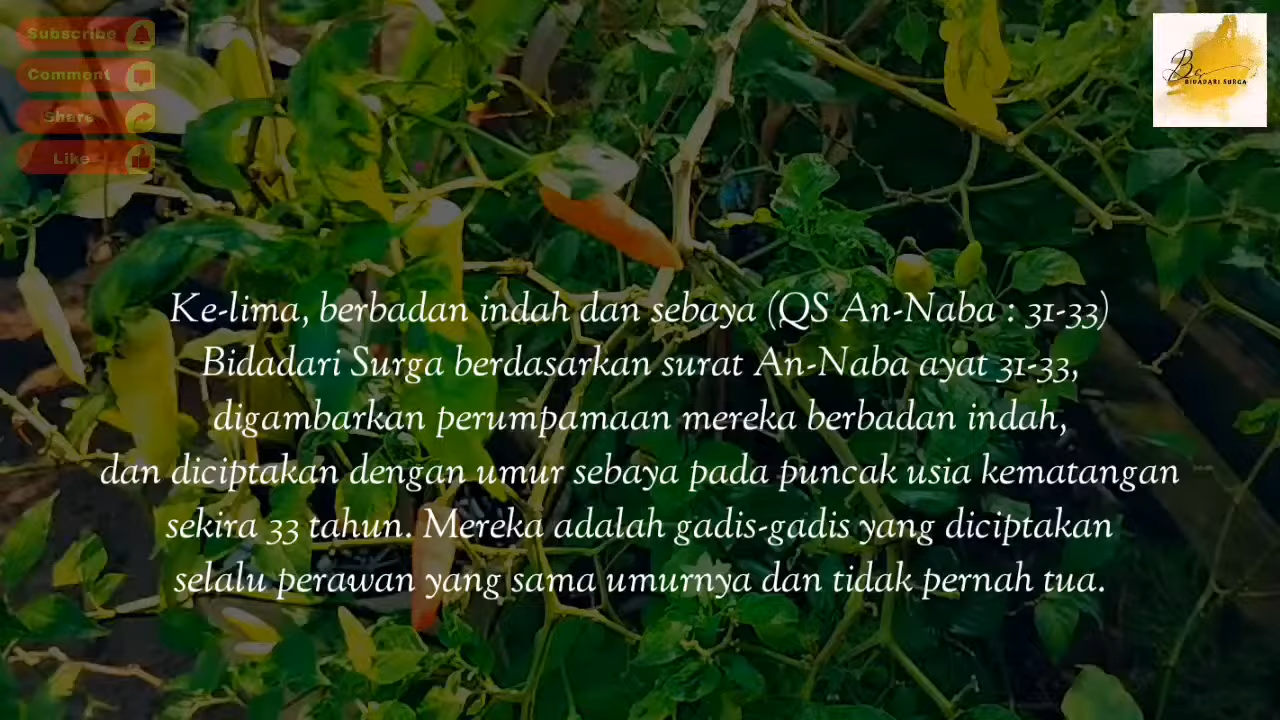 Subscribe
Comment
Share
Like
BIDADARI SURGA
Ke-lima, berbadan indah dan sebaya (QS An-Naba : 31-33)
Bidadari Surga berdasarkan surat An-Naba ayat 31-33,
digambarkan perumpamaan mereka berbadan indah,
dan diciptakan dengan umur sebaya pada puncak usia kematangan
sekira 33 tahun. Mereka adalah gadis-gadis yang diciptakan
selalu perawan yang sama umurnya dan tidak pernah tua.